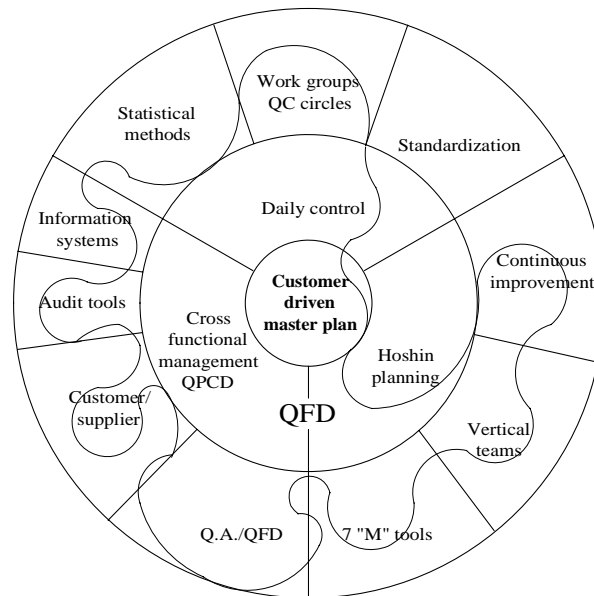 Work groups
QC circles
Statistical
methods
Standardization
Daily control
Information
systems
Continuous
improvement
Customer
driven
master plan
Audit tools
Cross
functional
management
QPCD
Hoshin
planning
Customer/
supplier
QFD
Vertical
teams
Q.A./QFD
7 "M" tools